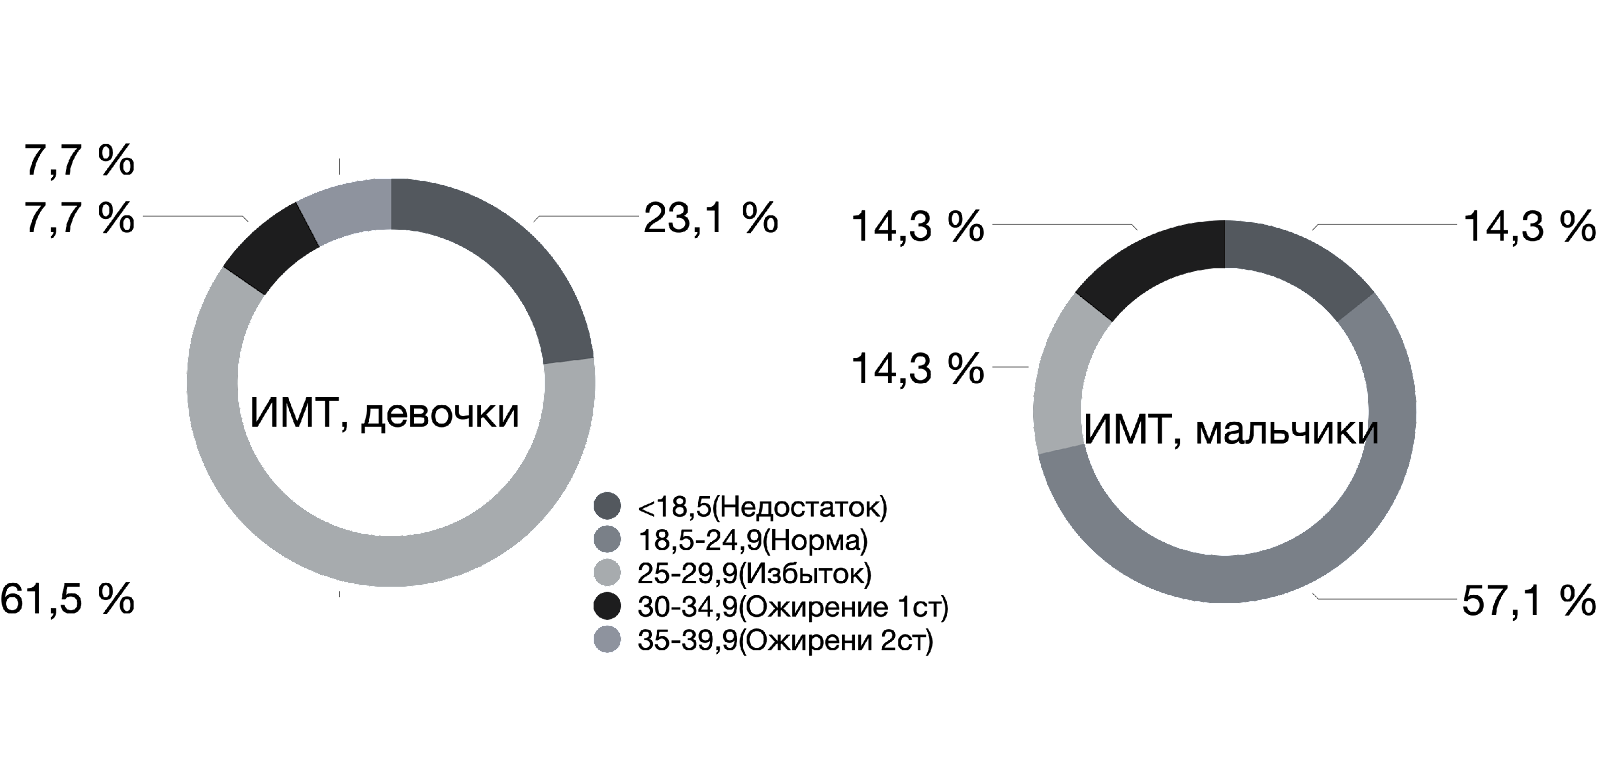 7,7 %
7,7 %
23,1 %
ИМТ, девочки
61,5 %
14,3 %
14,3 %
14,3 %
ИМТ, мальчики
57,1 %
<18,5(Недостаток)
18,5-24,9(Норма)
25-29,9(Избыток)
30-34,9(Ожирение 1ст)
35-39,9(Ожирени 2ст)